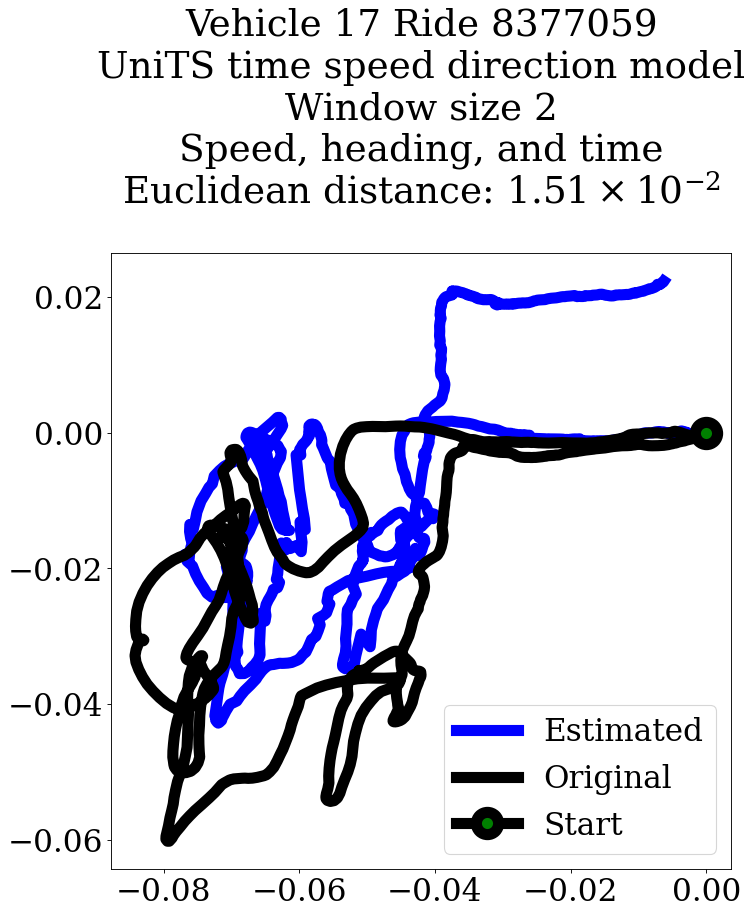 Vehicle 17 Ride 8377059
UniTS time speed direction model
Window size 2
Speed, heading, and time
Euclidean distance: $1.51 \times 10^{-2}$
0.02
0.00
−0.02
−0.04
−0.06
Estimated
Original
Start
−0.08 −0.06 −0.04 −0.02 0.00